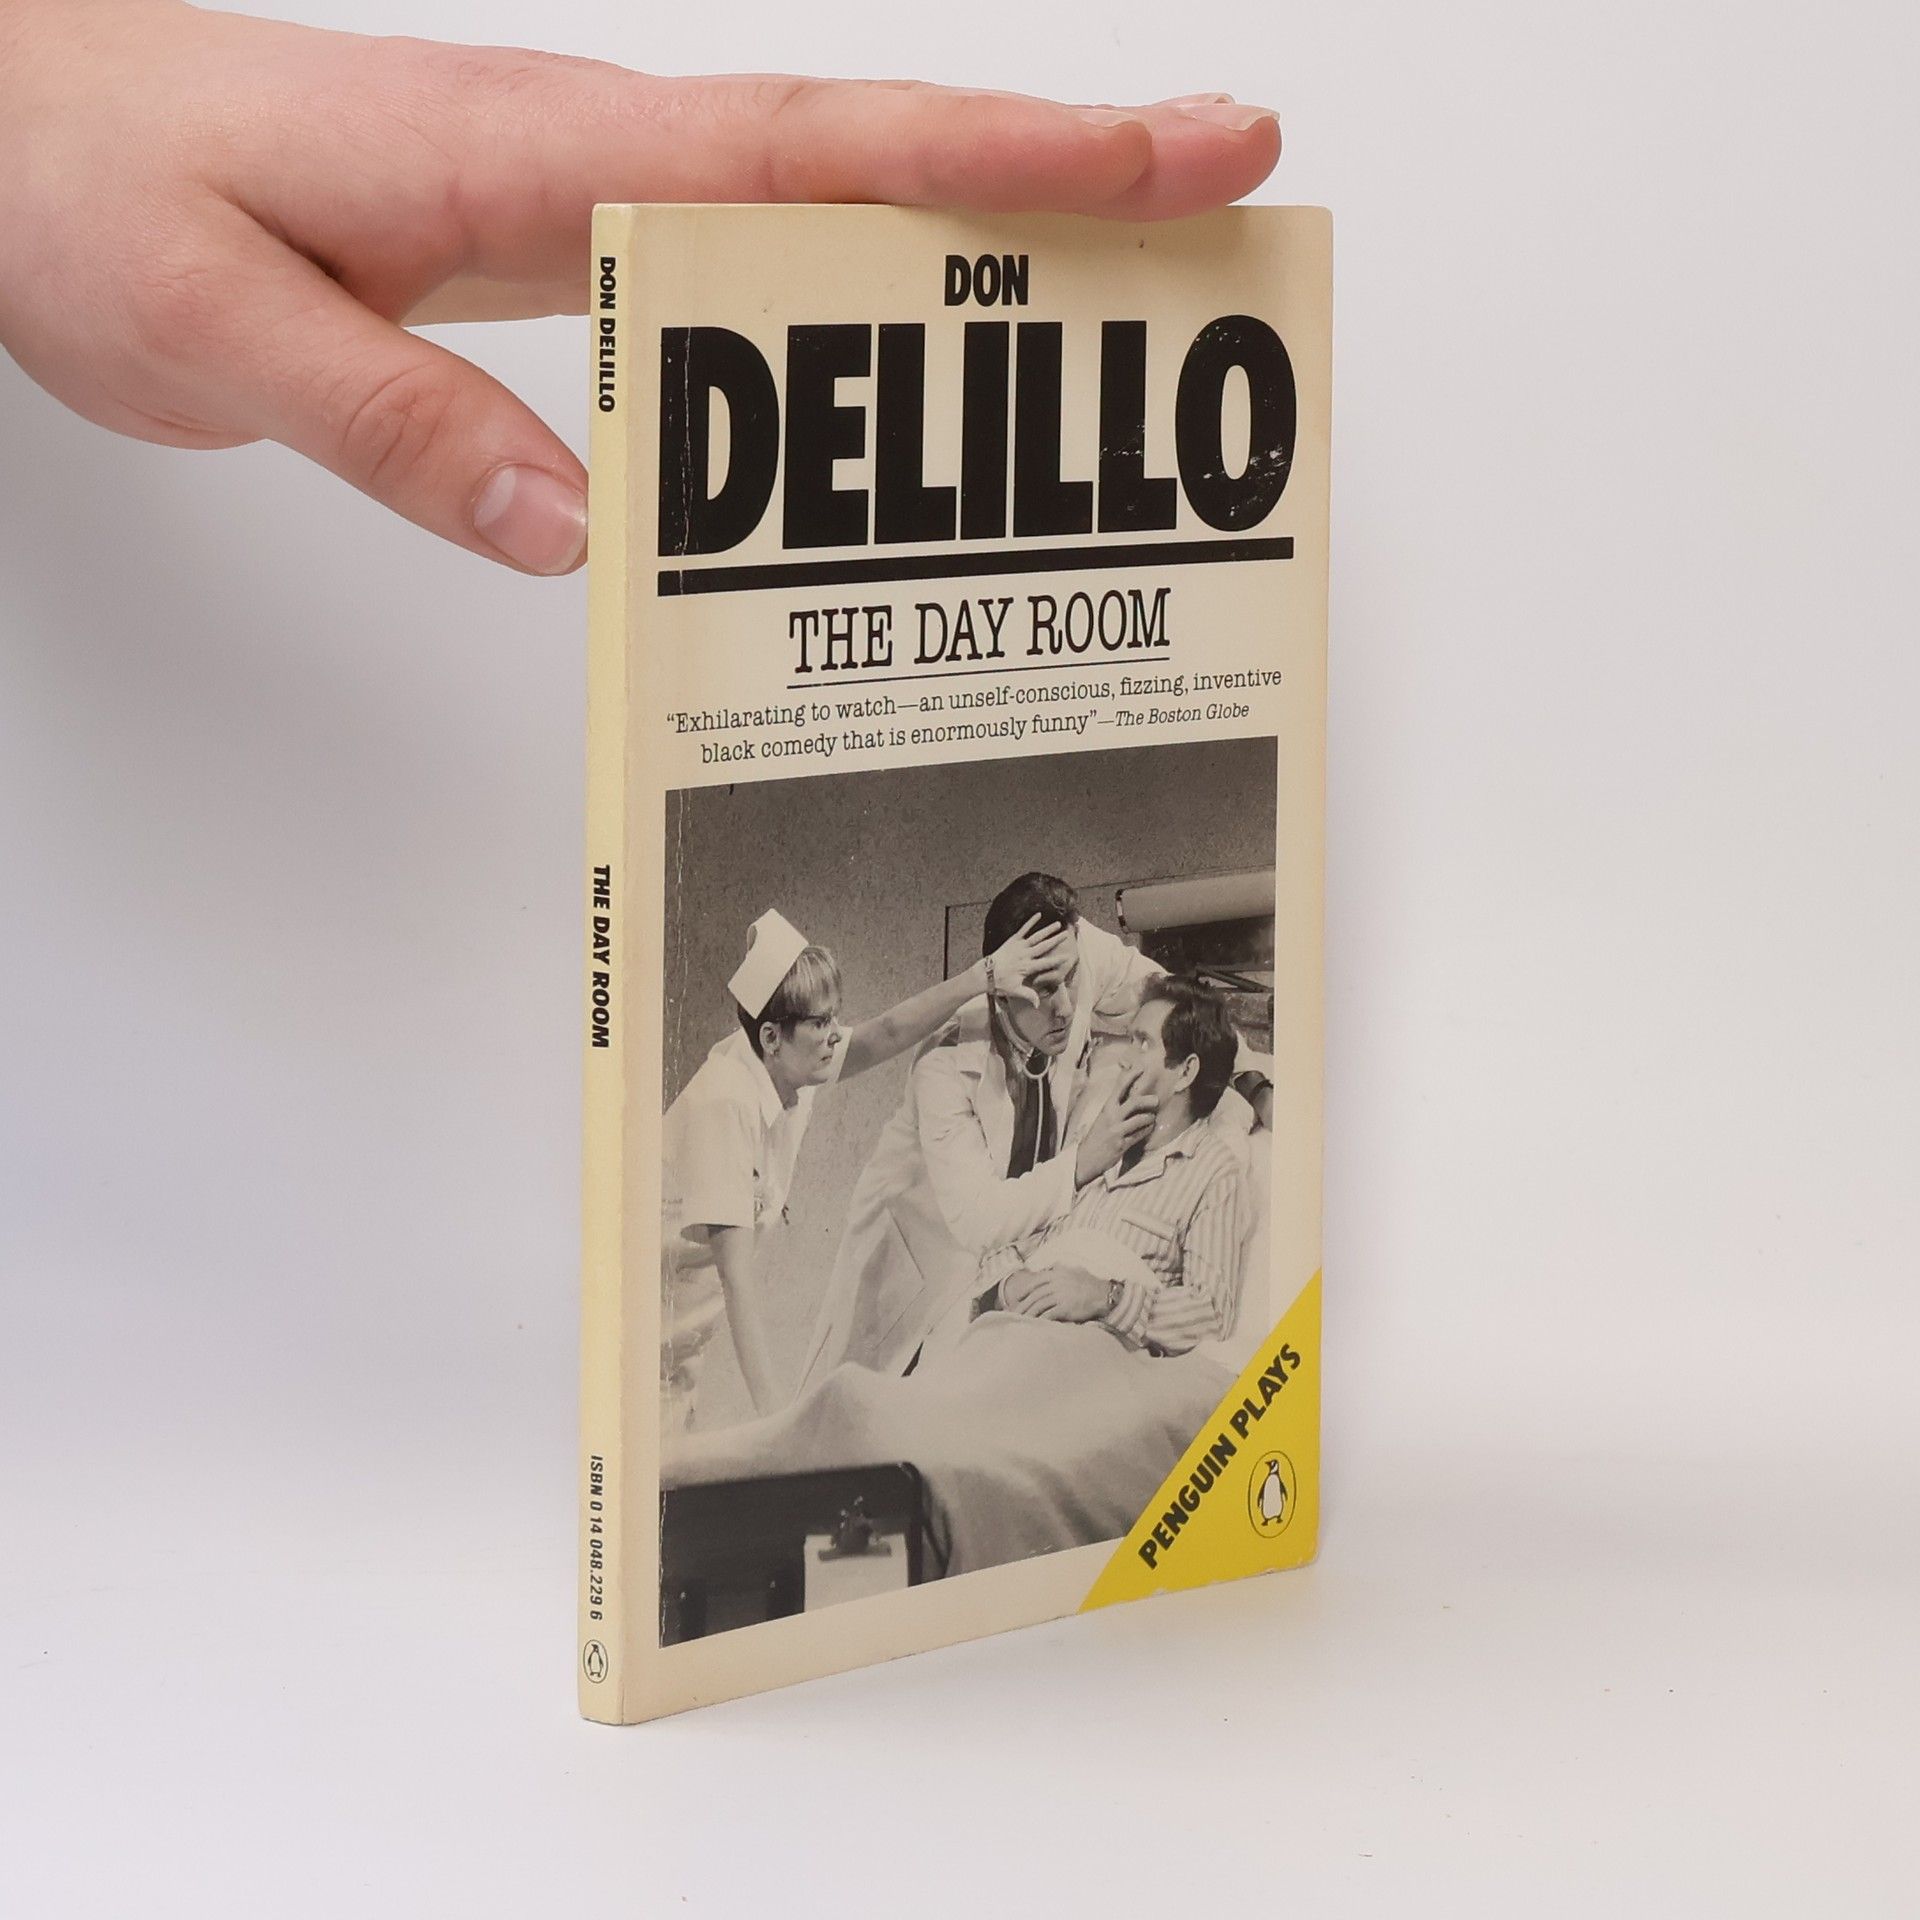 DON DELILLO
THE DAY ROOM
ISBN 0 14 048.229 6
DON
DELILLO
THE DAY ROOM
“Exhilarating to watch—an unself-conscious, fizzing, inventive
black comedy that is enormously funny”—The Boston Globe
PENGUIN PLAYS